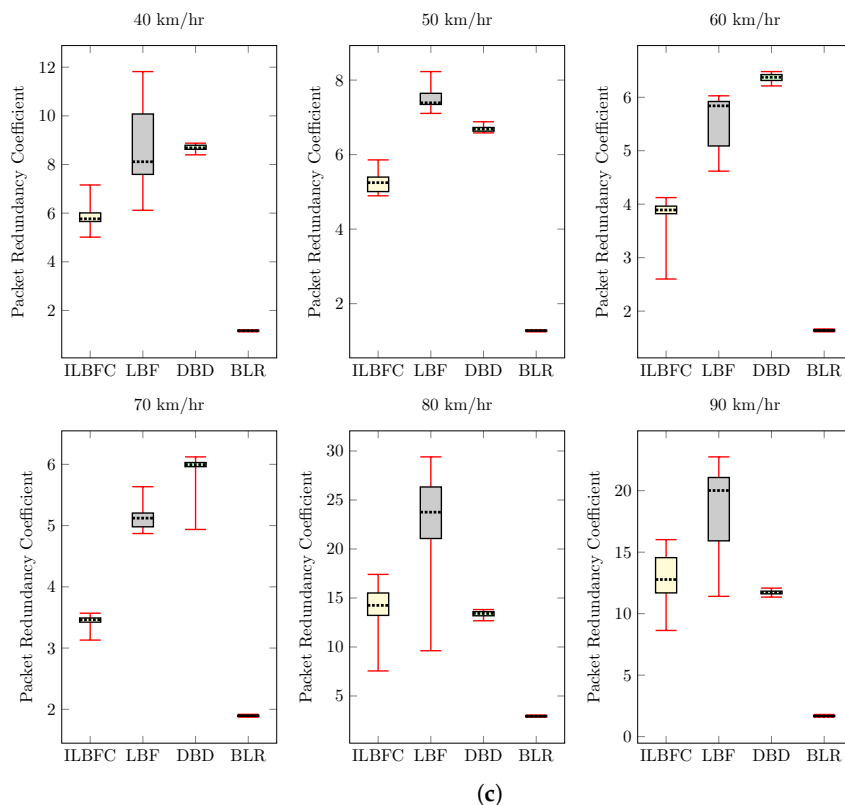 40 km/hr
Packet Redundancy Coefficient
12
10
8
6
4
2
ILBFC LBF DBD BLR
50 km/hr
Packet Redundancy Coefficient
8
6
4
2
ILBFC LBF DBD BLR
60 km/hr
Packet Redundancy Coefficient
6
5
4
3
2
ILBFC LBF DBD BLR
70 km/hr
Packet Redundancy Coefficient
6
5
4
3
2
ILBFC LBF DBD BLR
80 km/hr
Packet Redundancy Coefficient
30
25
20
15
10
5
ILBFC LBF DBD BLR
90 km/hr
Packet Redundancy Coefficient
20
15
10
5
0
ILBFC LBF DBD BLR
(c)